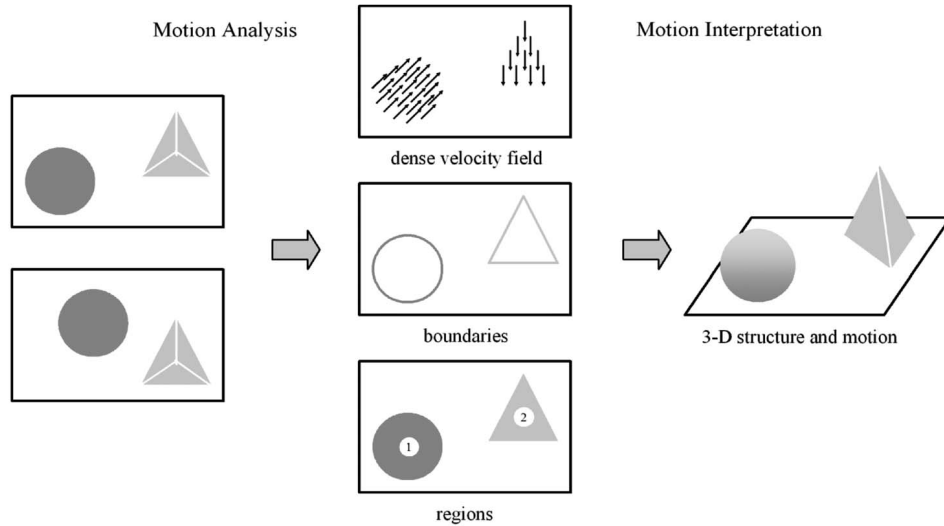 Motion Analysis
Motion Interpretation
dense velocity field
boundaries
3-D structure and motion
1
2
regions